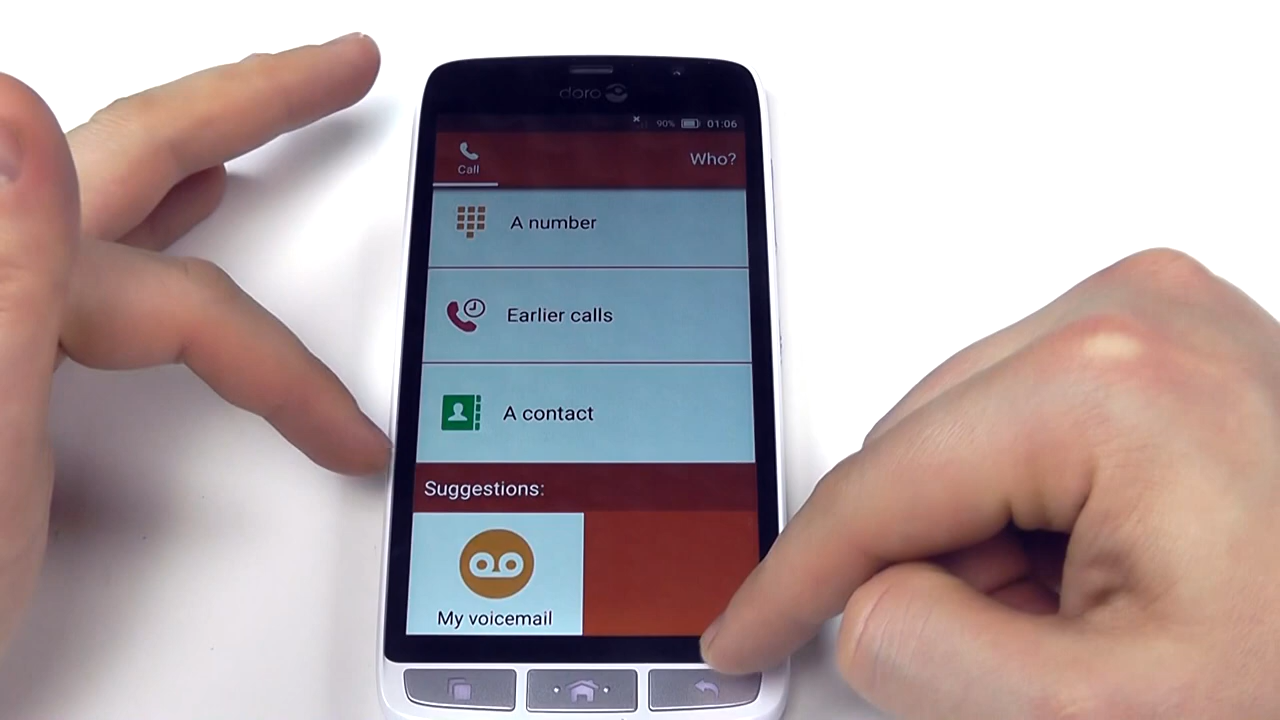 doro
90% 01:06
Call
Who?
A number
Earlier calls
A contact
Suggestions:
My voicemail